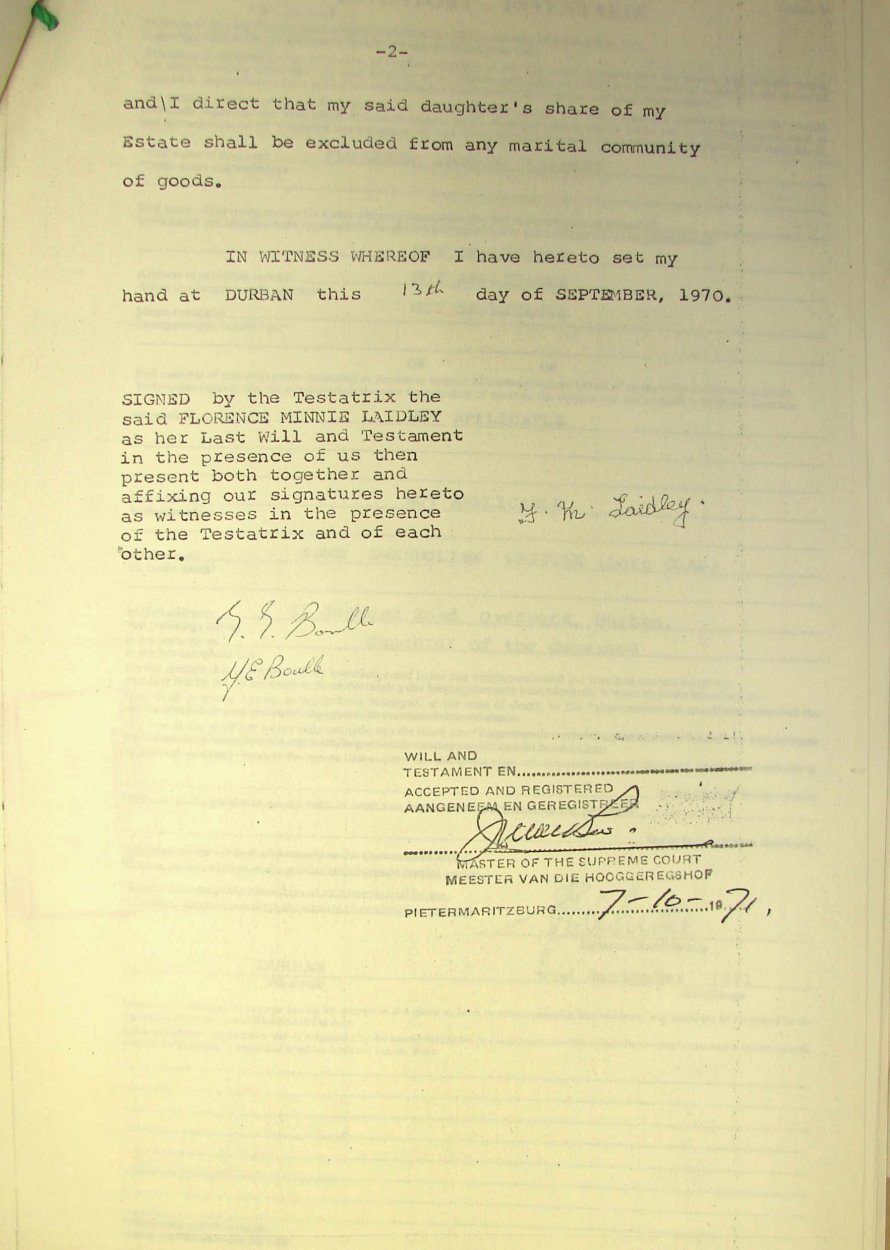 -2-
and\I direct that my said daughter's share of my
Estate shall be excluded from any marital community
of goods.
IN WITNESS WHEREOF I have hereto set my
hand at DURBAN this 13th day of SEPTEMBER, 1970.
SIGNED by the Testatrix the
said FLORENCE MINNIE LAIDLEY
as her Last Will and Testament
in the presence of us then
present both together and
affixing our signatures hereto
as witnesses in the presence
of the Testatrix and of each
other.
F. M. Laidley.
Boulle
Y.E Boulle
WILL AND
TESTAMENT EN
ACCEPTED AND REGISTERED
AANGENEEM EN GEREGISTREER
MASTER OF THE SUPREME COURT
MEESTER VAN DIE HOOGGEREGSHOF
PIETERMARITZBURG 7-10-1971